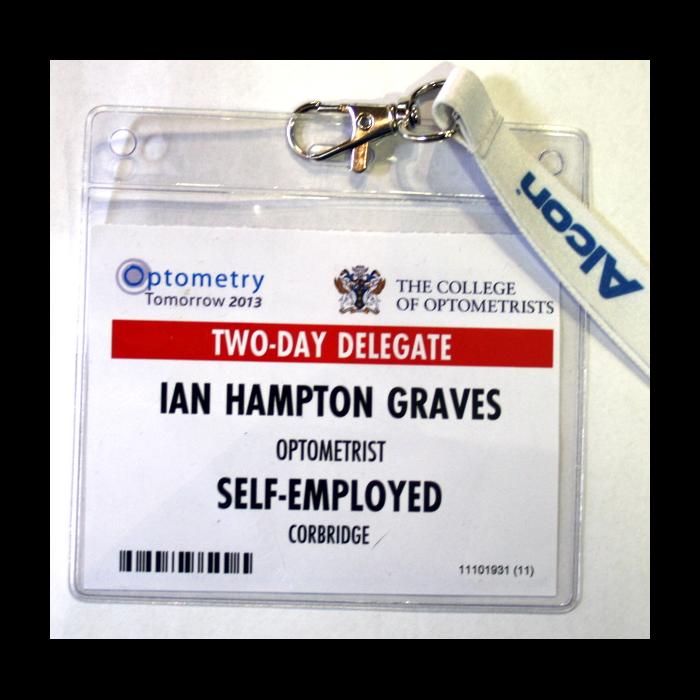 Optometry
Tomorrow 2013
THE COLLEGE
OF OPTOMETRISTS
TWO-DAY DELEGATE
IAN HAMPTON GRAVES
OPTOMETRIST
SELF-EMPLOYED
CORBRIDGE
11101931 (11)
Alcon